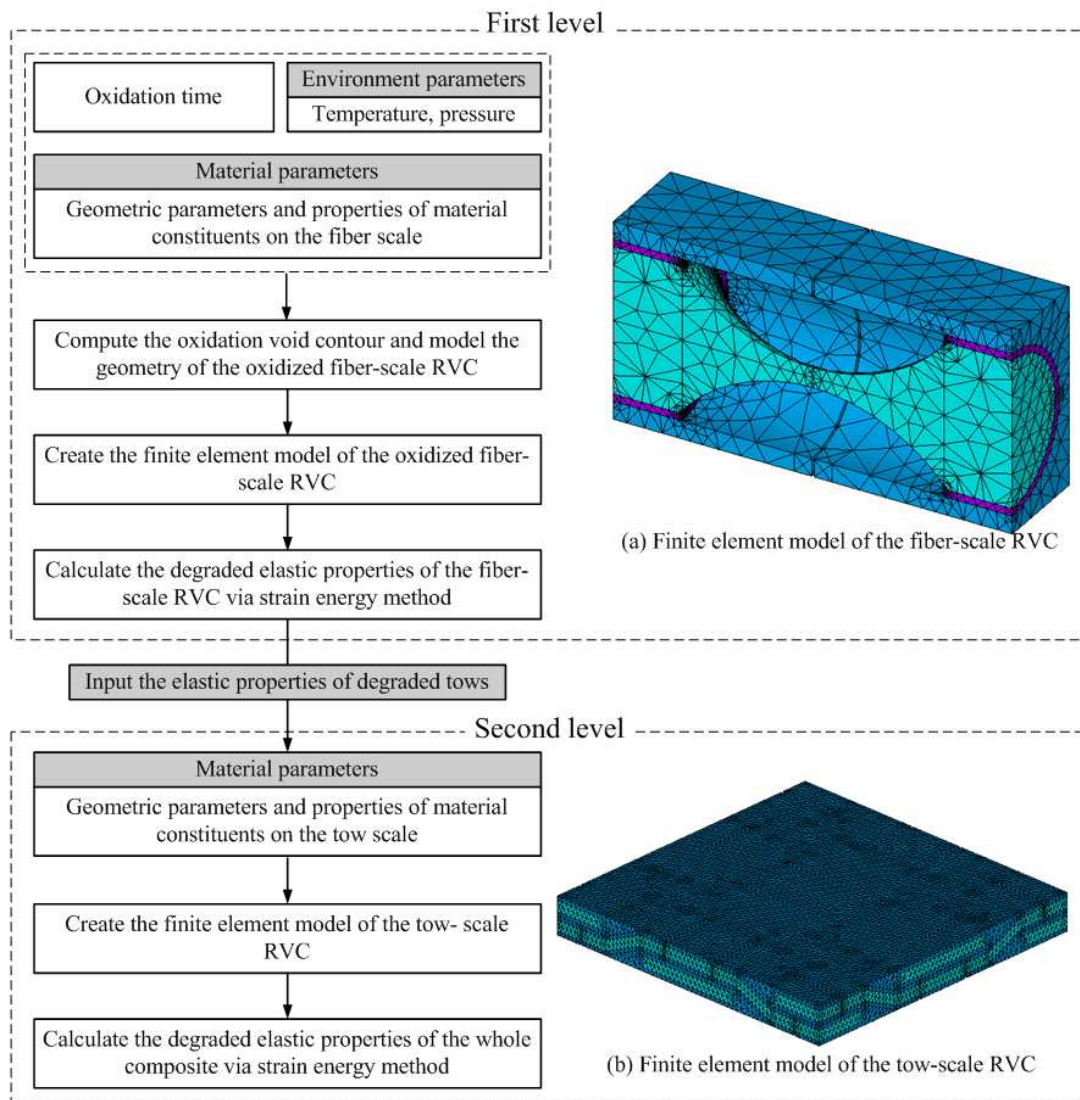 First level
Oxidation time
Environment parameters
Temperature, pressure
Material parameters
Geometric parameters and properties of material
constituents on the fiber scale
Compute the oxidation void contour and model the
geometry of the oxidized fiber-scale RVC
Create the finite element model of the oxidized fiber-
scale RVC
Calculate the degraded elastic properties of the fiber-
scale RVC via strain energy method
(a) Finite element model of the fiber-scale RVC
Input the elastic properties of degraded tows
Second level
Material parameters
Geometric parameters and properties of material
constituents on the tow scale
Create the finite element model of the tow- scale
RVC
Calculate the degraded elastic properties of the whole
composite via strain energy method
(b) Finite element model of the tow-scale RVC